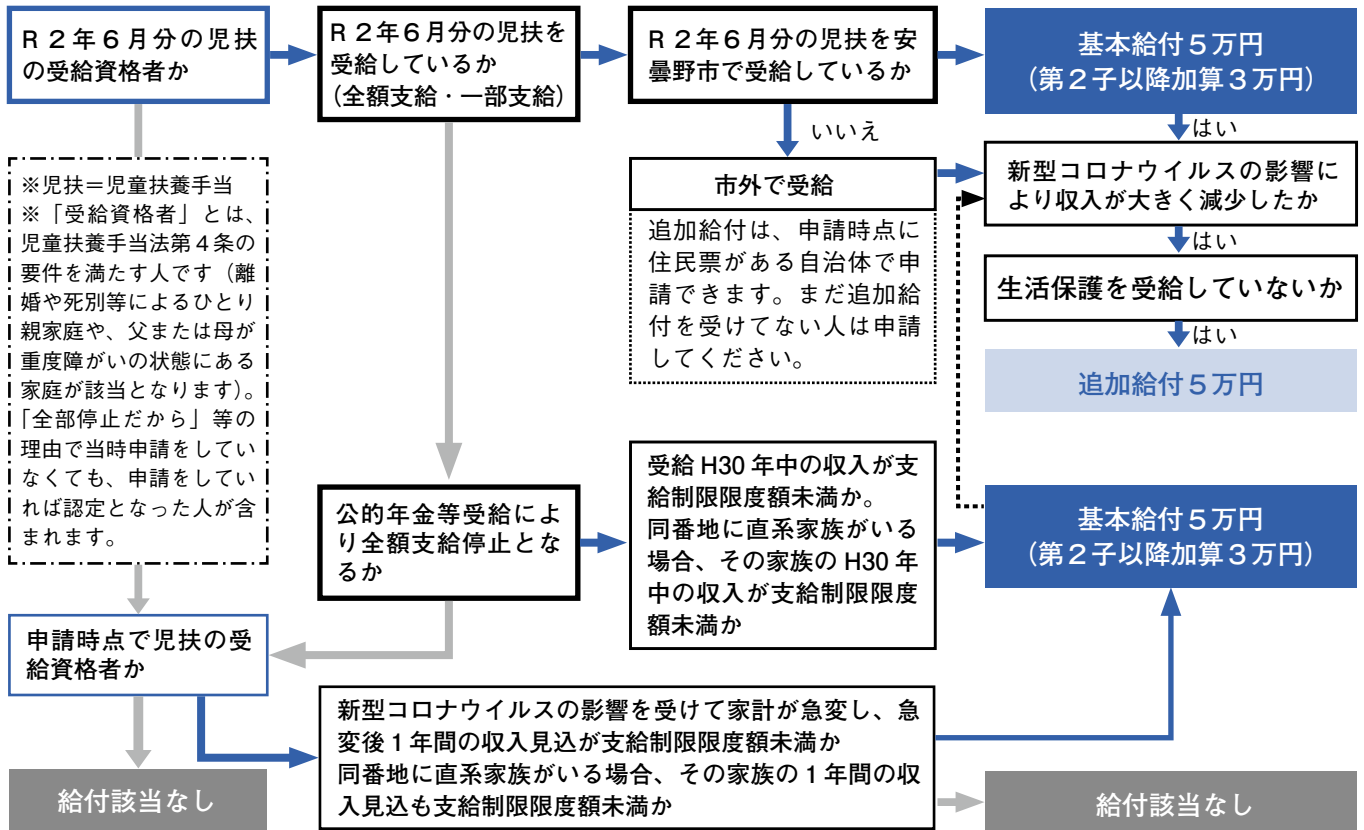 R2年6月分の児扶
の受給資格者か
R2年6月分の児扶を
受給しているか
(全額支給・一部支給)
R2年6月分の児扶を安
曇野市で受給しているか
基本給付5万円
(第2子以降加算3万円)
いいえ
はい
※児扶=児童扶養手当
※「受給資格者」とは、
児童扶養手当法第4条の
要件を満たす人です(離
婚や死別等によるひとり
親家庭や、父または母が
重度障がいの状態にある
家庭が該当となります)。
「全部停止だから」等の
理由で当時申請をしてい
なくても、申請をしてい
れば認定となった人が含
まれます。
市外で受給
追加給付は、申請時点に
住民票がある自治体で申
請できます。まだ追加給
付を受けてない人は申請
してください。
新型コロナウイルスの影響に
より収入が大きく減少したか
はい
生活保護を受給していないか
はい
追加給付5万円
公的年金等受給によ
り全額支給停止とな
るか
受給H30年中の収入が支
給制限限度額未満か。
同番地に直系家族がいる
場合、その家族のH30年
中の収入が支給制限限度
額未満か
基本給付5万円
(第2子以降加算3万円)
申請時点で児扶の受
給資格者か
新型コロナウイルスの影響を受けて家計が急変し、急
変後1年間の収入見込が支給制限限度額未満か
同番地に直系家族がいる場合、その家族の1年間の収
入見込も支給制限限度額未満か
給付該当なし
給付該当なし